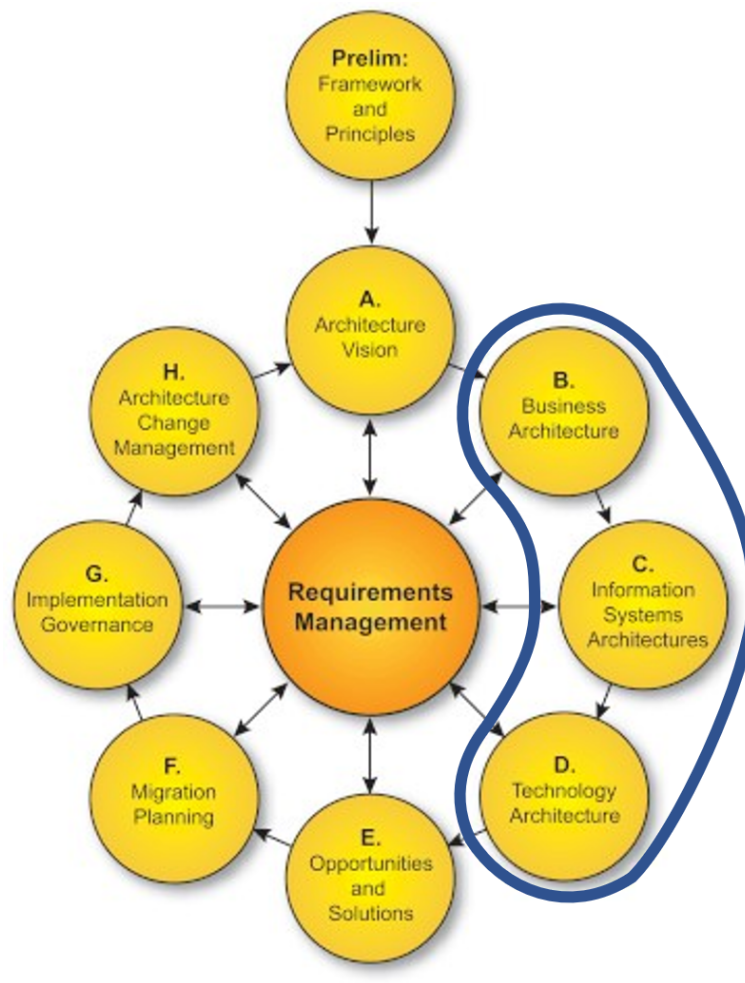 Prelim:
Framework
and
Principles
A.
Architecture
Vision
B.
Business
Architecture
C.
Information
Systems
Architectures
D.
Technology
Architecture
E.
Opportunities
and
Solutions
F.
Migration
Planning
G.
Implementation
Governance
H.
Architecture
Change
Management
Requirements
Management